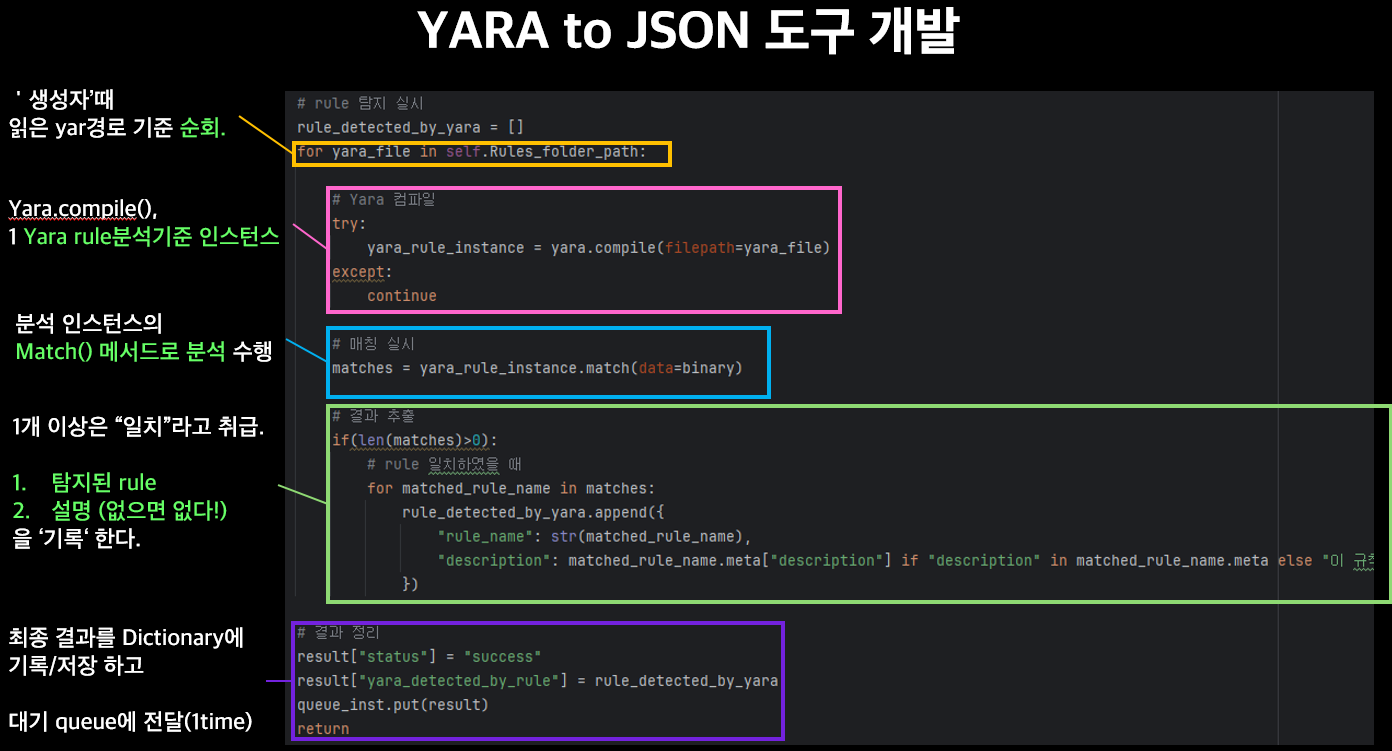 YARA to JSON 도구 개발
' 생성자’때
읽은 yar경로 기준 순회.
Yara.compile(),
1 Yara rule분석기준 인스턴스
분석 인스턴스의
Match() 메서드로 분석 수행
1개 이상은 “일치”라고 취급.
1. 탐지된 rule
2. 설명 (없으면 없다!)
을 ‘기록‘ 한다.
최종 결과를 Dictionary에
기록/저장 하고
대기 queue에 전달(1time)
# rule 탐지 실시
rule_detected_by_yara = []
for yara_file in self.Rules_folder_path:
# Yara 컴파일
try:
yara_rule_instance = yara.compile(filepath=yara_file)
except:
continue
# 매칭 실시
matches = yara_rule_instance.match(data=binary)
# 결과 추출
if(len(matches)>0):
# rule 일치하였을 때
for matched_rule_name in matches:
rule_detected_by_yara.append({
"rule_name": str(matched_rule_name),
"description": matched_rule_name.meta["description"] if "description" in matched_rule_name.meta else "이
})
# 결과 정리
result["status"] = "success"
result["yara_detected_by_rule"] = rule_detected_by_yara
queue_inst.put(result)
return